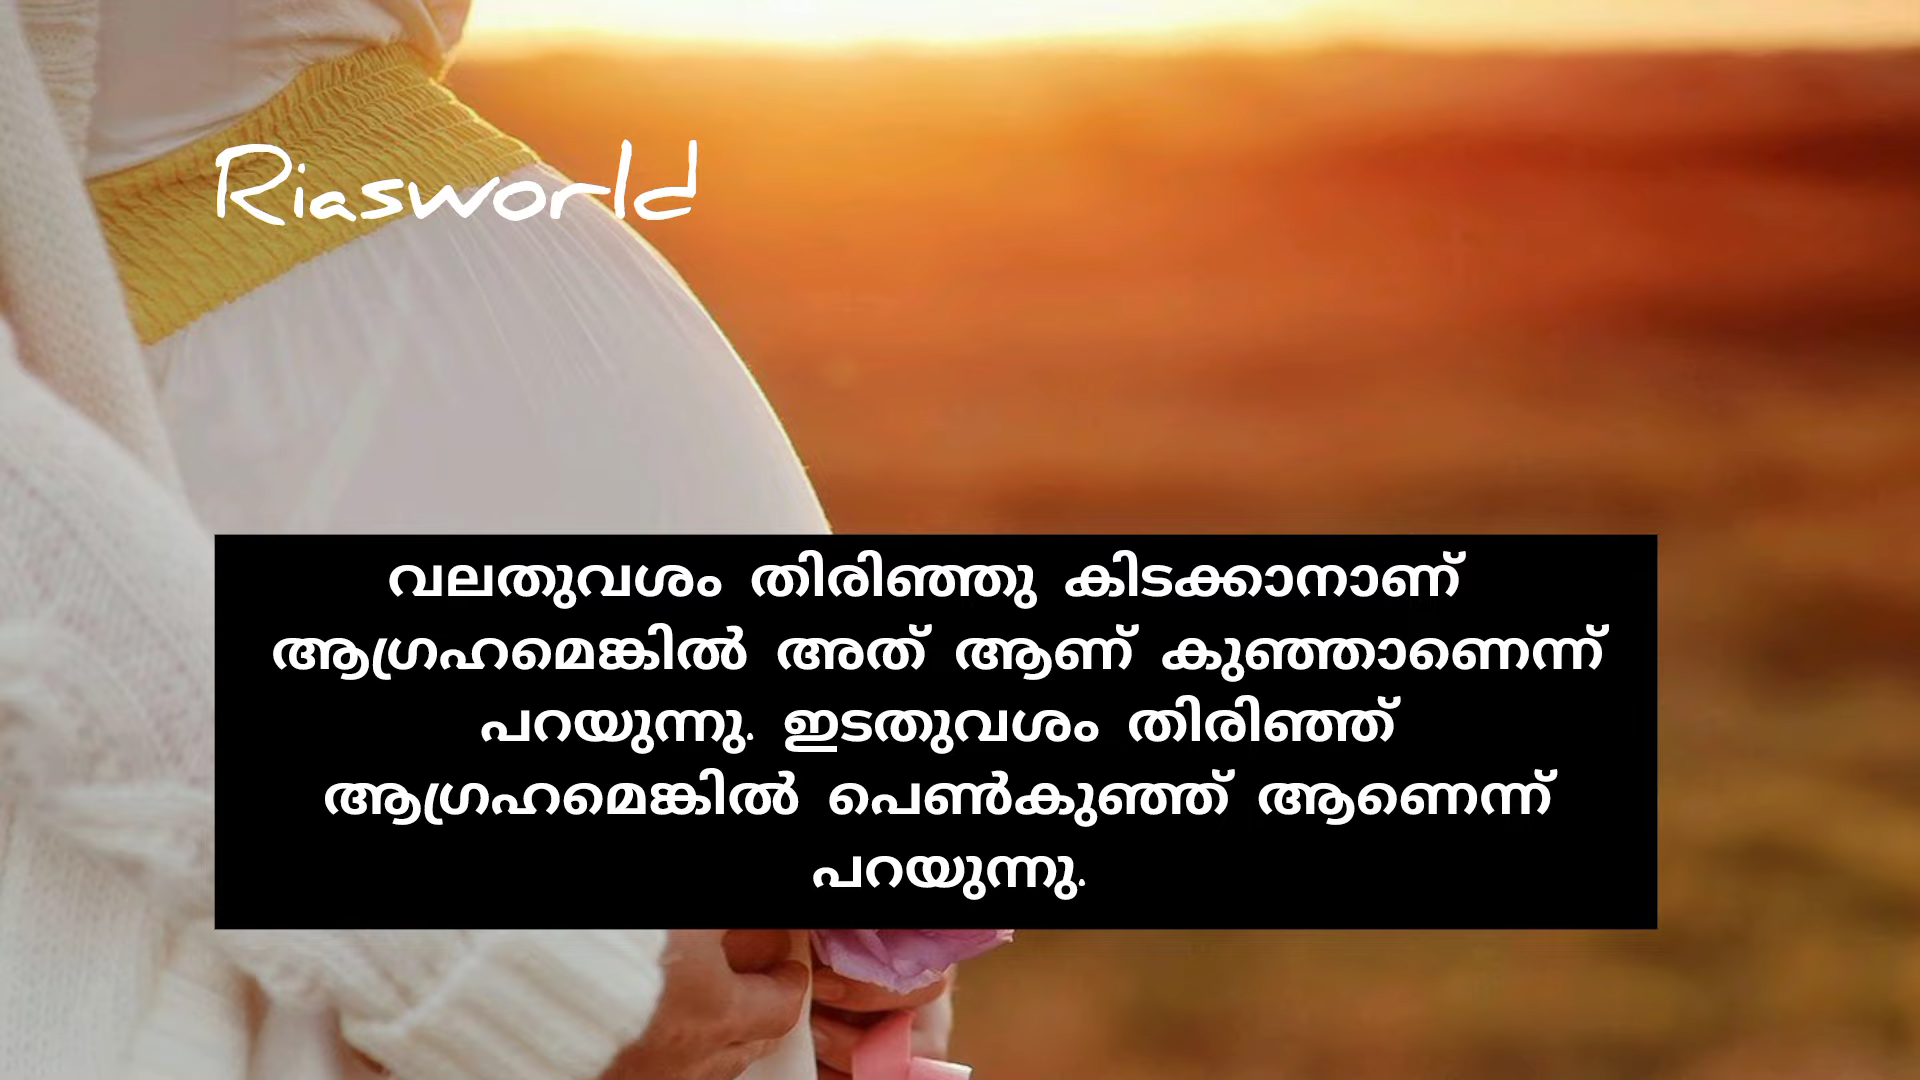 Riasworld
വലതുവശം തിരിഞ്ഞു കിടക്കാനാണ്
ആഗ്രഹമെങ്കിൽ അത് ആണ് കുഞ്ഞാണെന്ന്
പറയുന്നു. ഇടതുവശം തിരിഞ്ഞ്
ആഗ്രഹമെങ്കിൽ പെൺകുഞ്ഞ് ആണെന്ന്
പറയുന്നു.